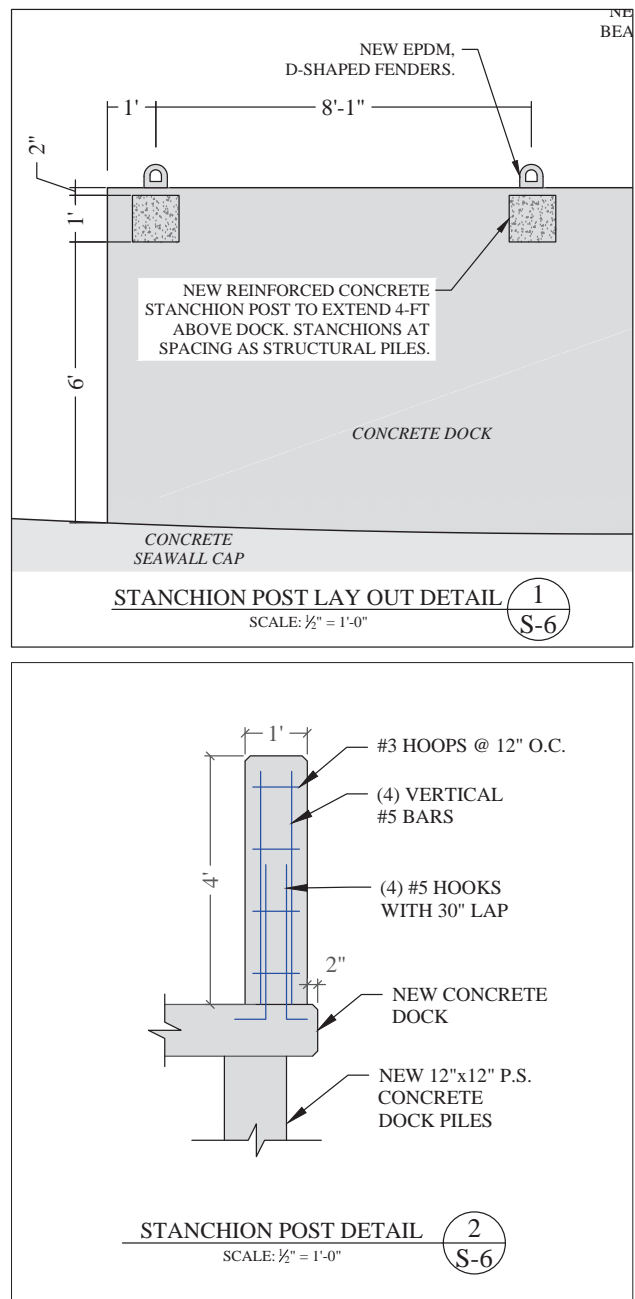 NEW EPDM,
D-SHAPED FENDERS.
1'
8'-1"
2"
1'
NEW REINFORCED CONCRETE
STANCHION POST TO EXTEND 4-FT
ABOVE DOCK. STANCHIONS AT
SPACING AS STRUCTURAL PILES.
6'
CONCRETE DOCK
CONCRETE
SEAWALL CAP
STANCHION POST LAY OUT DETAIL
SCALE: ½" = 1'-0"
1
S-6
1'
#3 HOOPS @ 12" O.C.
(4) VERTICAL
#5 BARS
4'
(4) #5 HOOKS
WITH 30" LAP
2"
NEW CONCRETE
DOCK
NEW 12"x12" P.S.
CONCRETE
DOCK PILES
STANCHION POST DETAIL
SCALE: ½" = 1'-0"
2
S-6